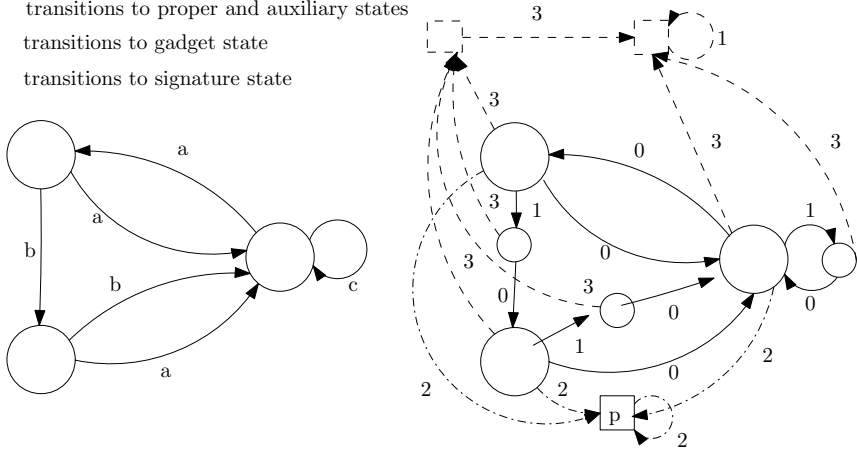 transitions to proper and auxiliary states
transitions to gadget state
transitions to signature state
a
a
b
b
a
c
3
1
3
3
3
0
3
1
0
1
3
0
3
0
1
0
0
2
2
2
p
2